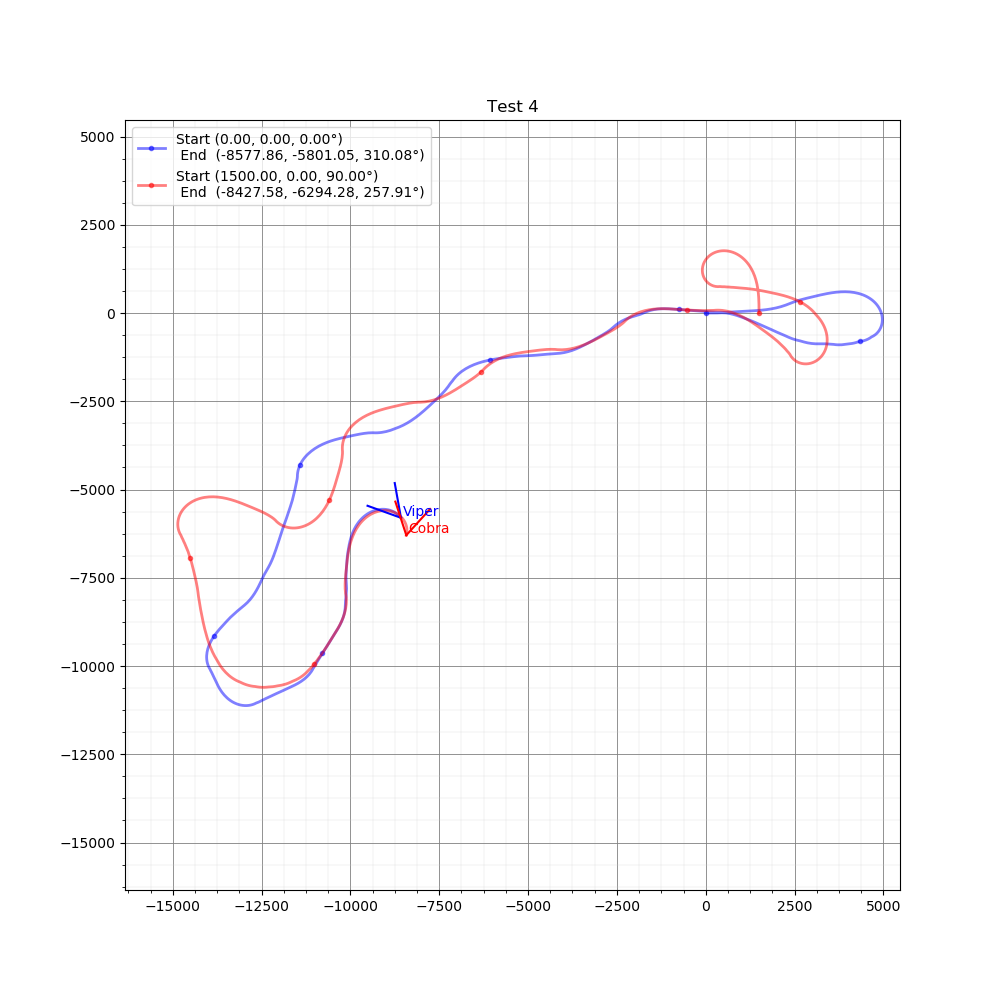 Test 4
Start (0.00, 0.00, 0.00°)
End (-8577.86, -5801.05, 310.08°)
Start (1500.00, 0.00, 90.00°)
End (-8427.58, -6294.28, 257.91°)
5000
2500
0
−2500
−5000
−7500
−10000
−12500
−15000
Viper
Cobra
−15000 −12500 −10000 −7500 −5000 −2500 0 2500 5000